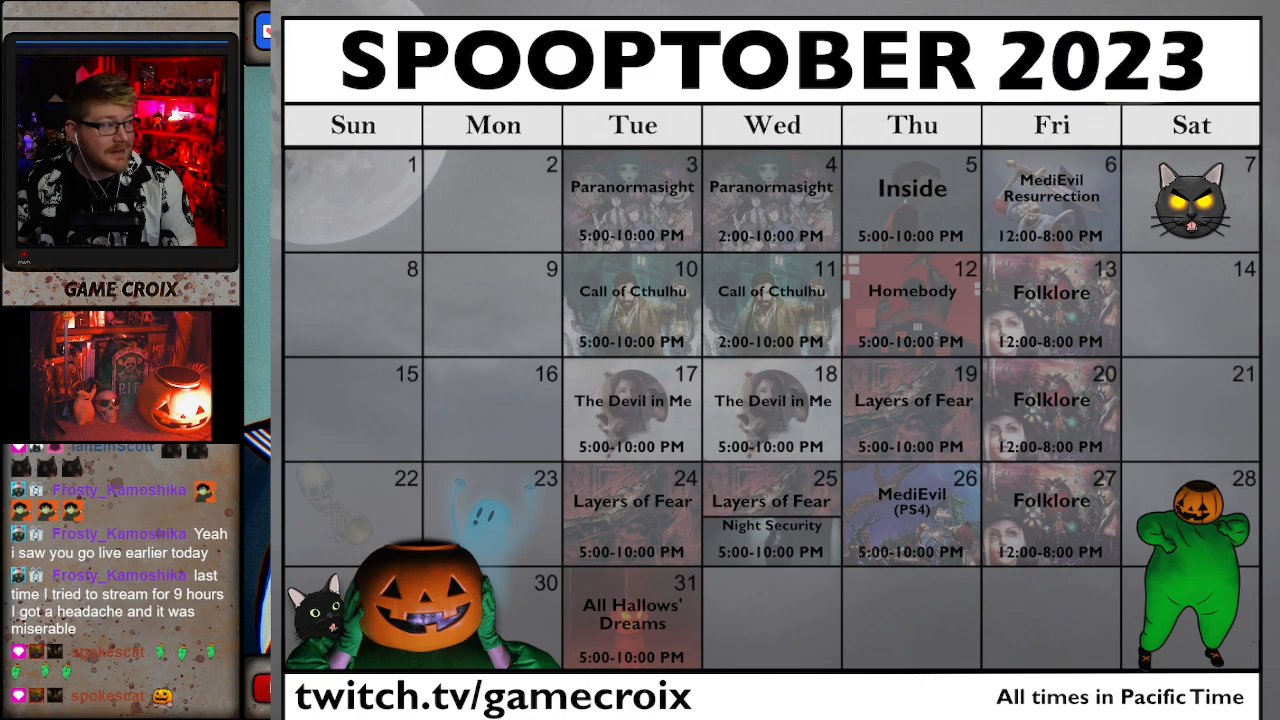 SPOOPTOBER 2023
Sun Mon Tue Wed Thu Fri Sat
1
2
3
Paranormasight
5:00-10:00 PM
4
Paranormasight
2:00-10:00 PM
5
Inside
5:00-10:00 PM
6
MediEvil
Resurrection
12:00-8:00 PM
7
8
9
10
Call of Cthulhu
5:00-10:00 PM
11
Call of Cthulhu
2:00-10:00 PM
12
Homebody
5:00-10:00 PM
13
Folklore
12:00-8:00 PM
14
15
16
17
The Devil in Me
5:00-10:00 PM
18
The Devil in Me
5:00-10:00 PM
19
Layers of Fear
5:00-10:00 PM
20
Folklore
12:00-8:00 PM
21
22
23
24
Layers of Fear
5:00-10:00 PM
25
Layers of Fear
Night Security
5:00-10:00 PM
26
MediEvil
(PS4)
5:00-10:00 PM
27
Folklore
12:00-8:00 PM
28
30
31
All Hallows'
Dreams
5:00-10:00 PM
twitch.tv/gamecroix
All times in Pacific Time
GAME CROIX
RIP
IanEmScott
Frosty_Kamoshika
Frosty_Kamoshika Yeah
i saw you go live earlier today
Frosty_Kamoshika last
time I tried to stream for 9 hours
I got a headache and it was
miserable
spokescat
spokescat